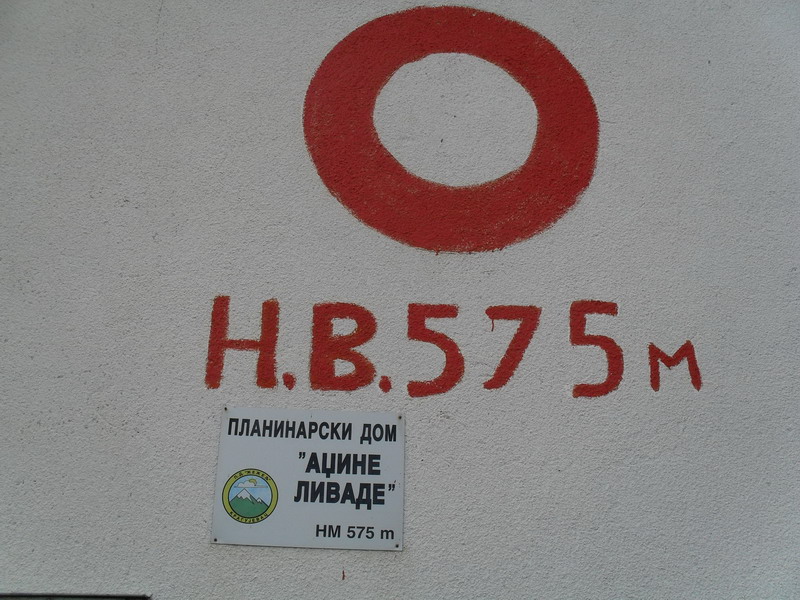 Н.В.575м
ПЛАНИНАРСКИ ДОМ
"АЏИНЕ
ЛИВАДЕ"
НМ 575 m